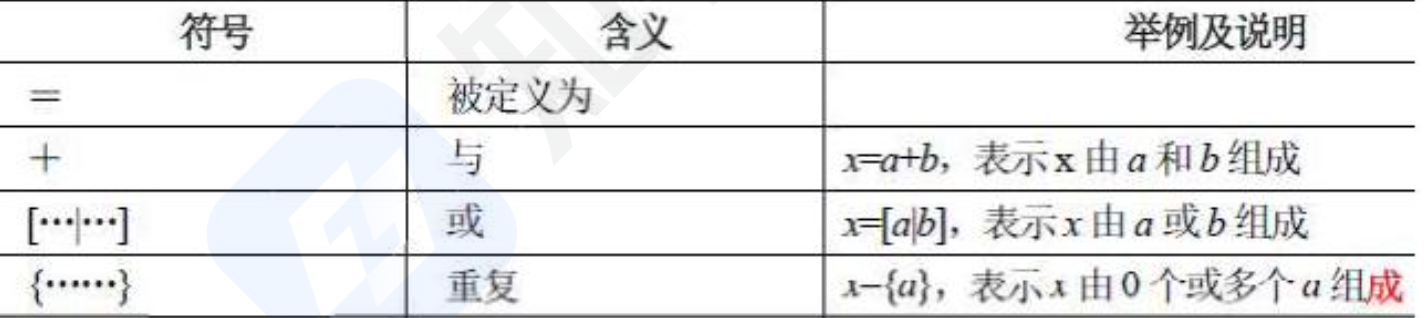 符号 含义 举例及说明
= 被定义为
+ 与 x=a+b，表示 x 由 a 和 b 组成
[…|…] 或 x=[a|b]，表示 x 由 a 或 b 组成
{……} 重复 x-{a}，表示 x 由 0 个或多个 a 组成